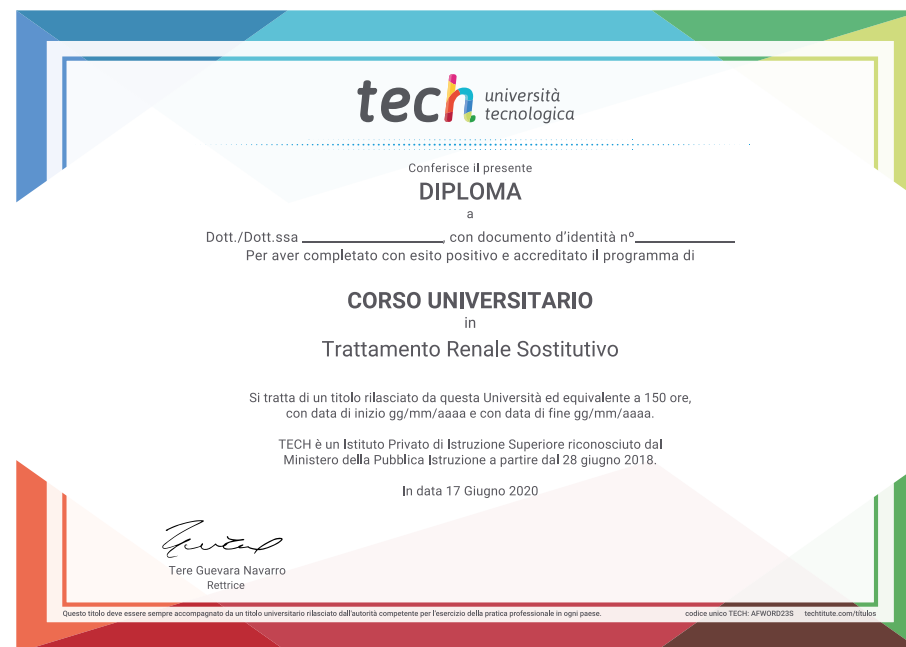 tech università
tecnologica
Conferisce il presente
DIPLOMA
a
Dott./Dott.ssa ____________________, con documento d'identità nº______________
Per aver completato con esito positivo e accreditato il programma di
CORSO UNIVERSITARIO
in
Trattamento Renale Sostitutivo
Si tratta di un titolo rilasciato da questa Università ed equivalente a 150 ore,
con data di inizio gg/mm/aaaa e con data di fine gg/mm/aaaa.
TECH è un Istituto Privato di Istruzione Superiore riconosciuto dal
Ministero della Pubblica Istruzione a partire dal 28 giugno 2018.
In data 17 Giugno 2020
Tere Guevara Navarro
Rettrice
Questo titolo deve essere sempre accompagnato da un titolo universitario rilasciato dall'autorità competente per l'esercizio della pratica professionale in ogni paese. codice unico TECH: AFWORD23S techtitute.com/títulos